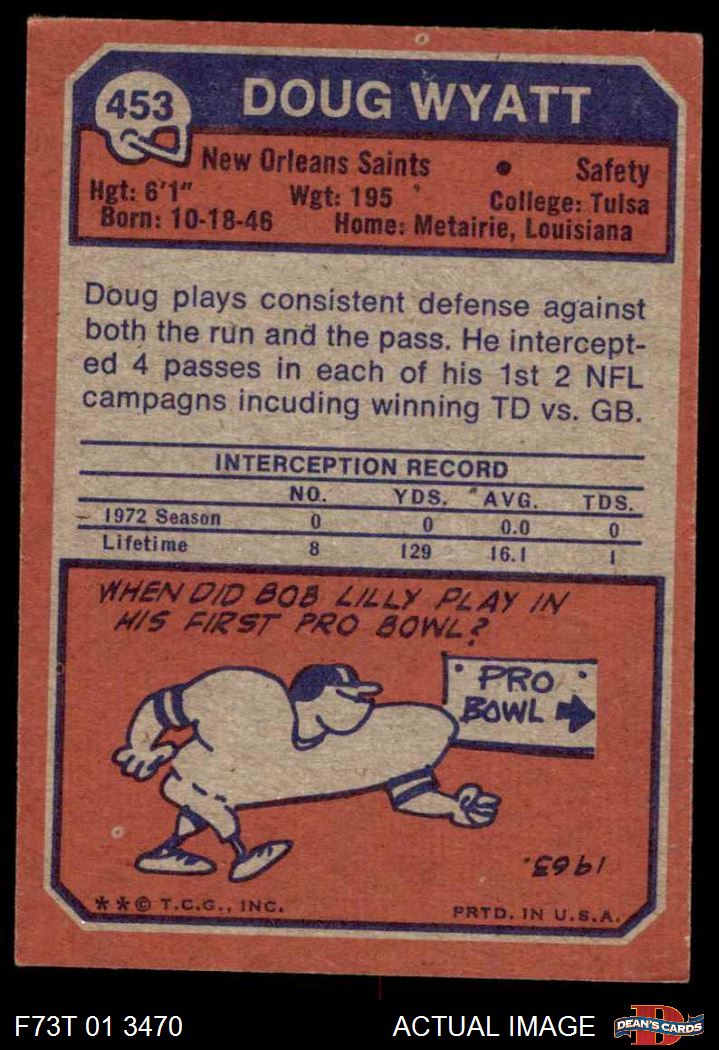 453
DOUG WYATT
New Orleans Saints • Safety
Hgt: 6'1" Wgt: 195 College: Tulsa
Born: 10-18-46 Home: Metairie, Louisiana
Doug plays consistent defense against
both the run and the pass. He intercept-
ed 4 passes in each of his 1st 2 NFL
campaigns incuding winning TD vs. GB.
INTERCEPTION RECORD
NO. YDS. AVG. TDS.
1972 Season 0 0 0.0 0
Lifetime 8 129 16.1 1
WHEN DID BOB LILLY PLAY IN
HIS FIRST PRO BOWL?
PRO
BOWL
1963.
**© T.C.G., INC. PRTD. IN U.S.A.
F73T 01 3470 ACTUAL IMAGE D DEAN'S CARDS